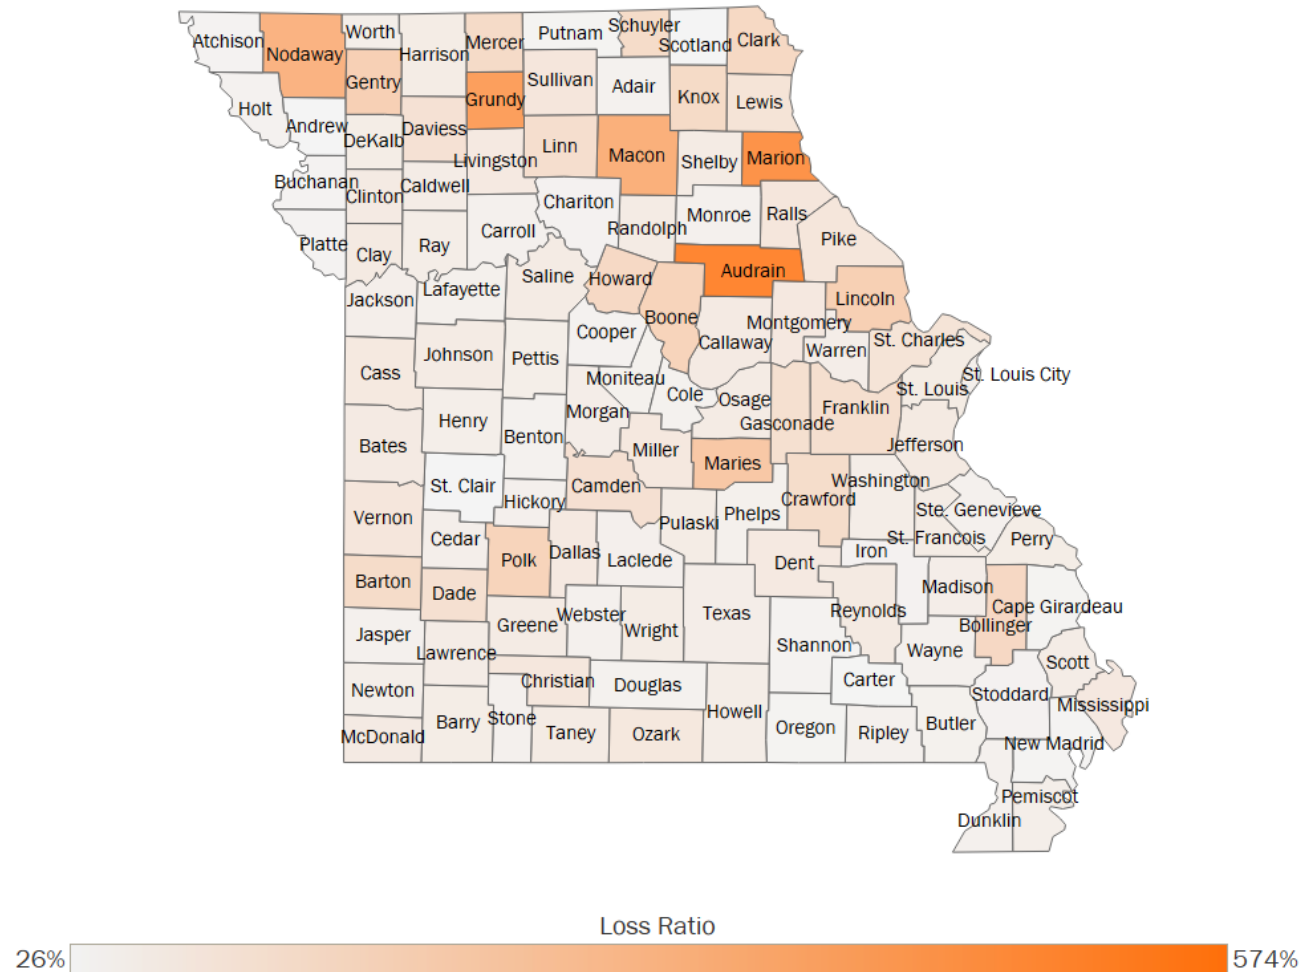 Atchison
Nodaway
Worth
Harrison
Mercer
Putnam
Schuyler
Scotland
Clark
Gentry
Grundy
Sullivan
Adair
Knox
Lewis
Holt
Andrew
DeKalb
Daviess
Livingston
Linn
Macon
Shelby
Marion
Buchanan
Clinton
Caldwell
Chariton
Randolph
Monroe
Ralls
Pike
Platte
Clay
Ray
Carroll
Saline
Howard
Audrain
Lincoln
Jackson
Lafayette
Boone
Cooper
Callaway
Montgomery
Warren
St. Charles
Cass
Johnson
Pettis
Moniteau
Cole
Osage
Gasconade
Franklin
St. Louis
St. Louis City
Bates
Henry
Benton
Morgan
Miller
Maries
Jefferson
St. Clair
Hickory
Camden
Pulaski
Phelps
Crawford
Washington
Ste. Genevieve
St. Francois
Perry
Vernon
Cedar
Polk
Dallas
Laclede
Dent
Iron
Madison
Cape Girardeau
Bollinger
Barton
Dade
Greene
Webster
Wright
Texas
Shannon
Reynolds
Wayne
Scott
Jasper
Lawrence
Christian
Douglas
Howell
Carter
Stoddard
Mississippi
Newton
McDonald
Barry
Stone
Taney
Ozark
Oregon
Ripley
Butler
New Madrid
Pemiscot
Dunklin
Loss Ratio
26%
574%